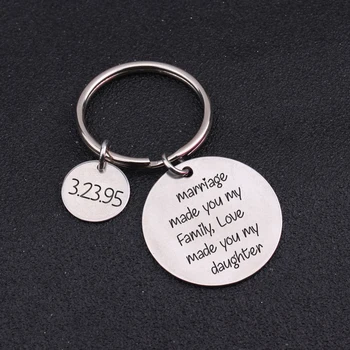 3.23.95
marriage
made you my
Family, Love
made you my
daughter